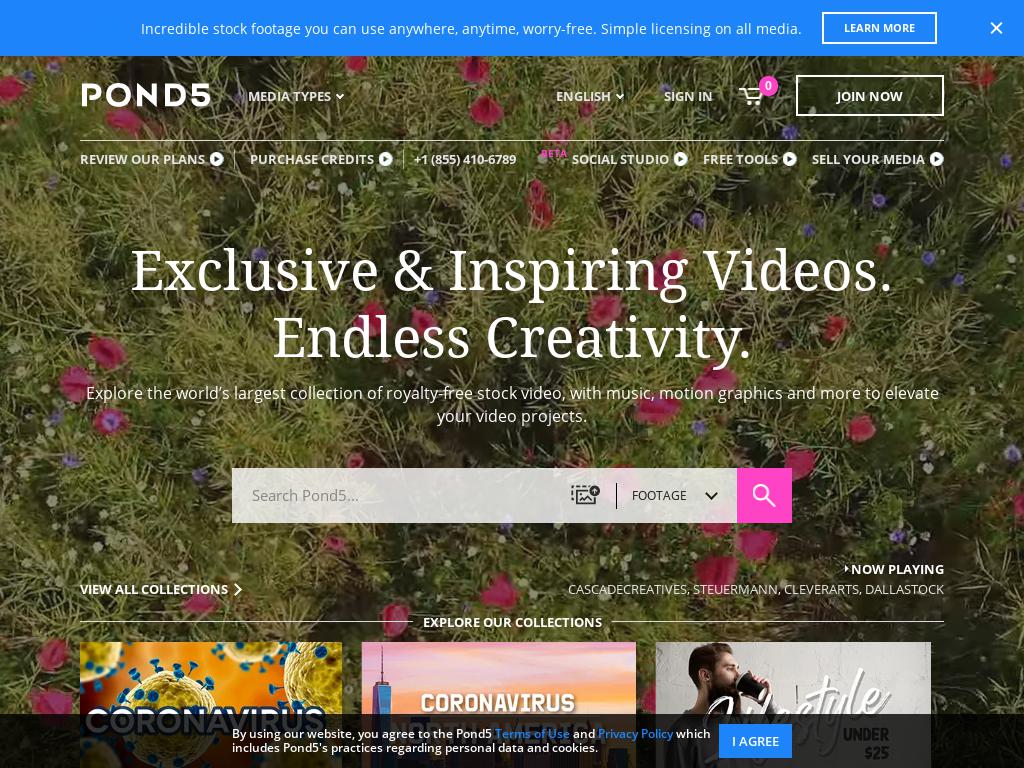 Incredible stock footage you can use anywhere, anytime, worry-free. Simple licensing on all media.
LEARN MORE
POND5
MEDIA TYPES
ENGLISH
SIGN IN
0
JOIN NOW
REVIEW OUR PLANS
PURCHASE CREDITS
+1 (855) 410-6789
BETA
SOCIAL STUDIO
FREE TOOLS
SELL YOUR MEDIA
Exclusive & Inspiring Videos.
Endless Creativity.
Explore the world's largest collection of royalty-free stock video, with music, motion graphics and more to elevate
your video projects.
Search Pond5...
FOOTAGE
NOW PLAYING
VIEW ALL COLLECTIONS
CASCADECREATIVES, STEUERMANN, CLEVERARTS, DALLASTOCK
EXPLORE OUR COLLECTIONS
CORONAVIRUS
CORONAVIRUS
NORTH AMERICA
Lifestyle
UNDER
$25
By using our website, you agree to the Pond5 Terms of Use and Privacy Policy which
includes Pond5's practices regarding personal data and cookies.
I AGREE